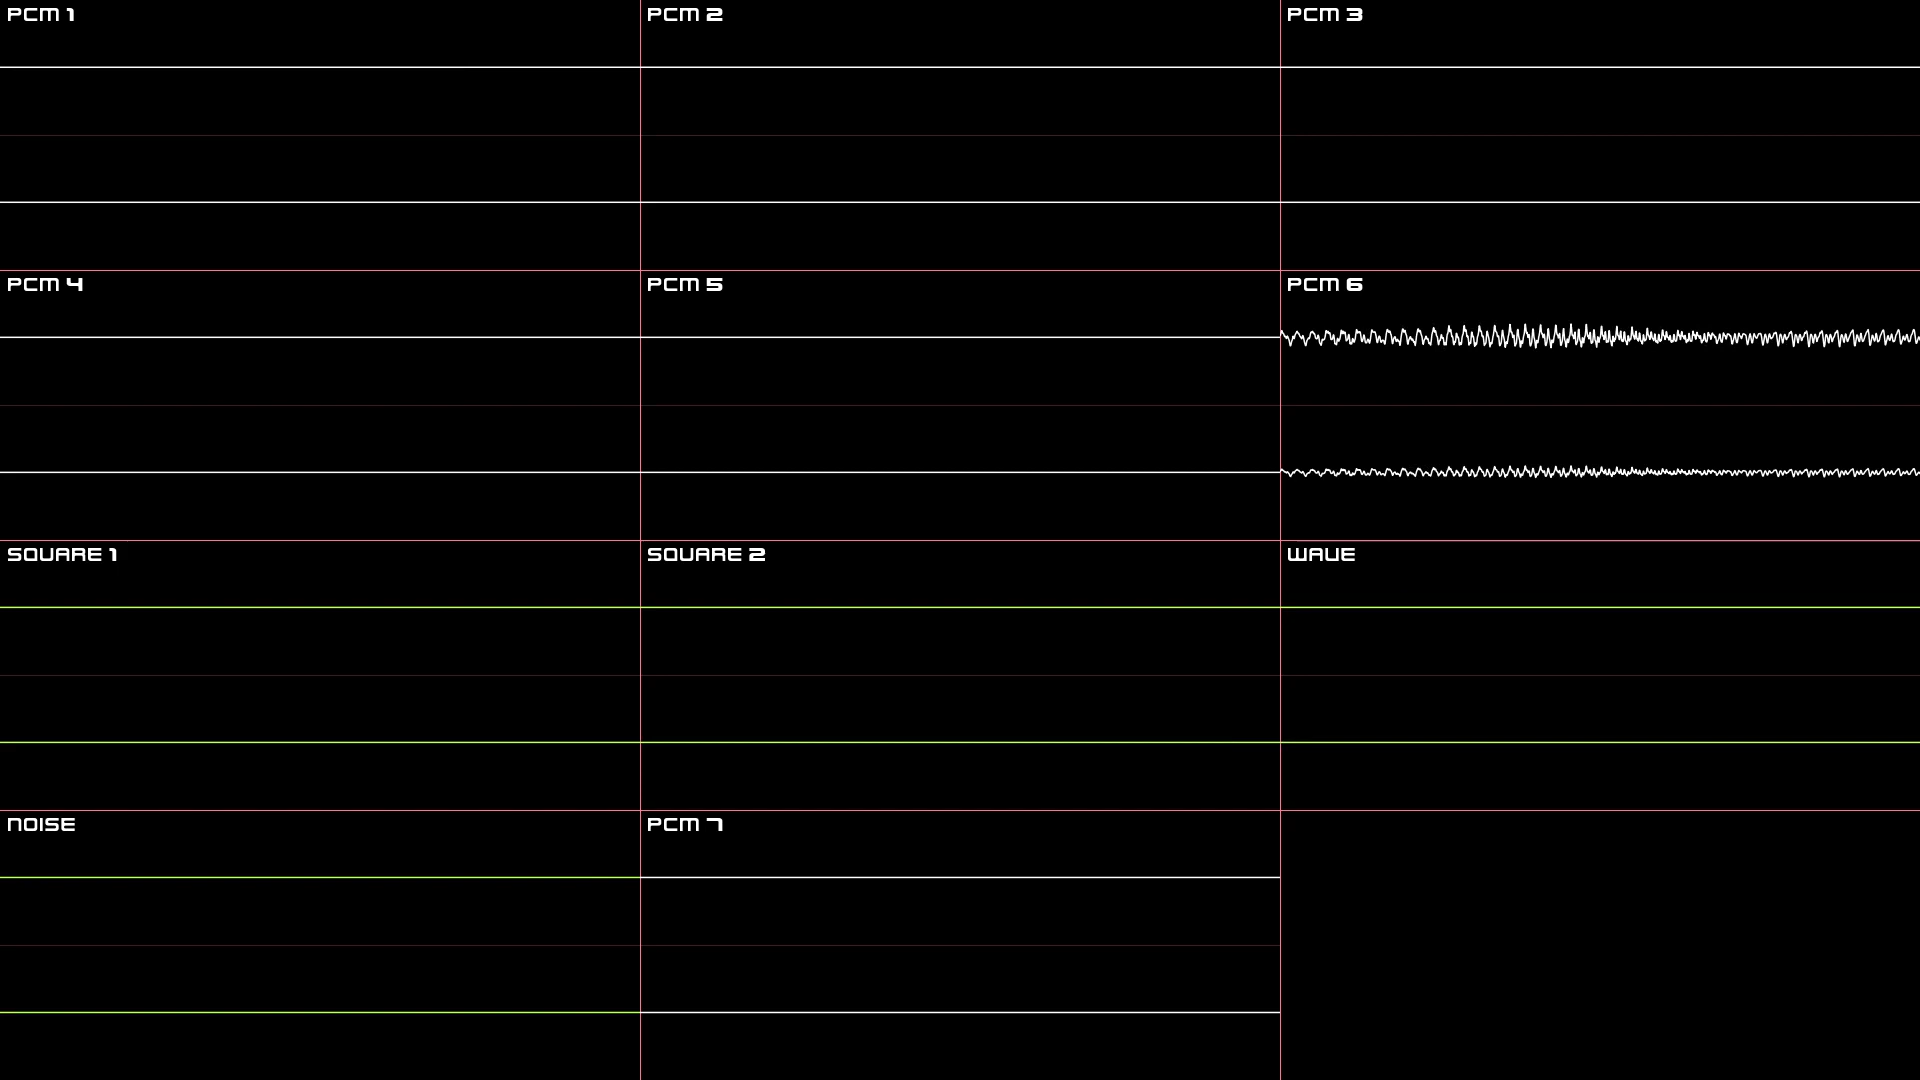 PCM 1
PCM 2
PCM 3
PCM 4
PCM 5
PCM 6
SQUARE 1
SQUARE 2
WAVE
NOISE
PCM 7